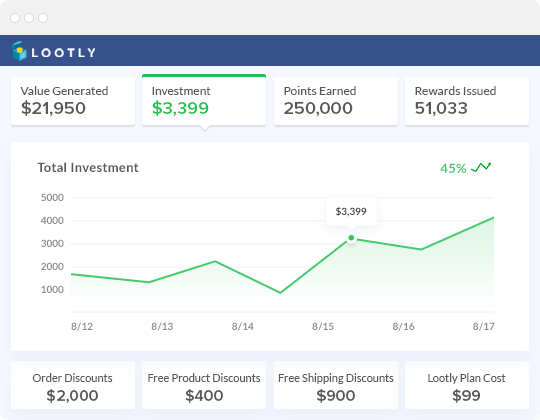 LOOTLY
Value Generated
$21,950
Investment
$3,399
Points Earned
250,000
Rewards Issued
51,033
Total Investment
45%
5000
4000
3000
2000
1000
$3,399
8/12 8/13 8/14 8/15 8/16 8/17
Order Discounts
$2,000
Free Product Discounts
$400
Free Shipping Discounts
$900
Lootly Plan Cost
$99